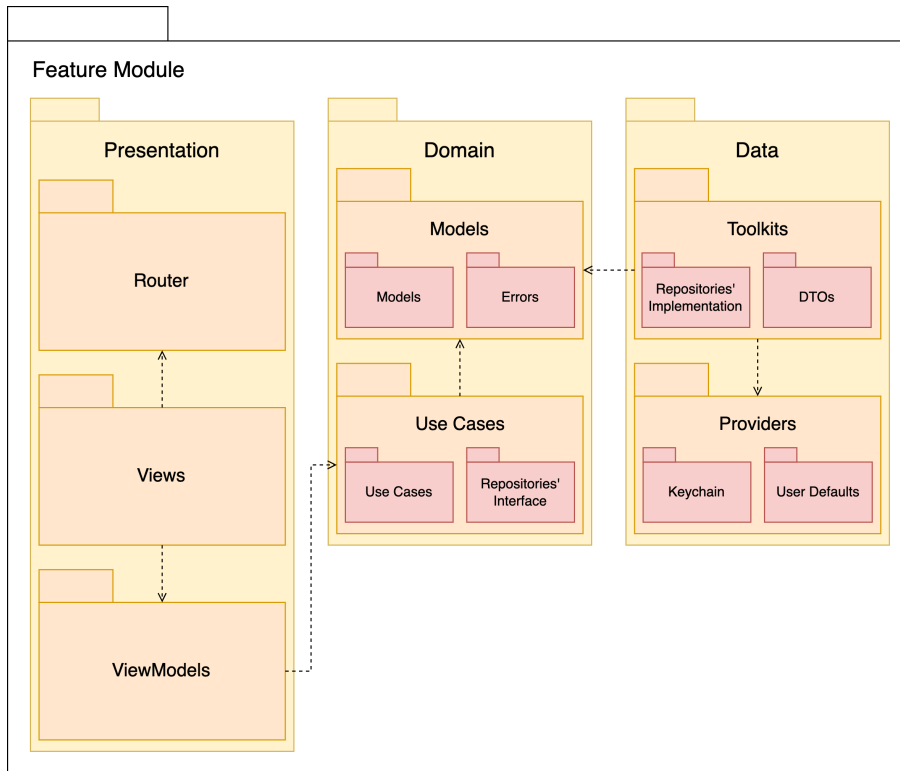 Feature Module
Presentation
Router
Views
ViewModels
Domain
Models
Models
Errors
Use Cases
Use Cases
Repositories'
Interface
Data
Toolkits
Repositories'
Implementation
DTOs
Providers
Keychain
User Defaults